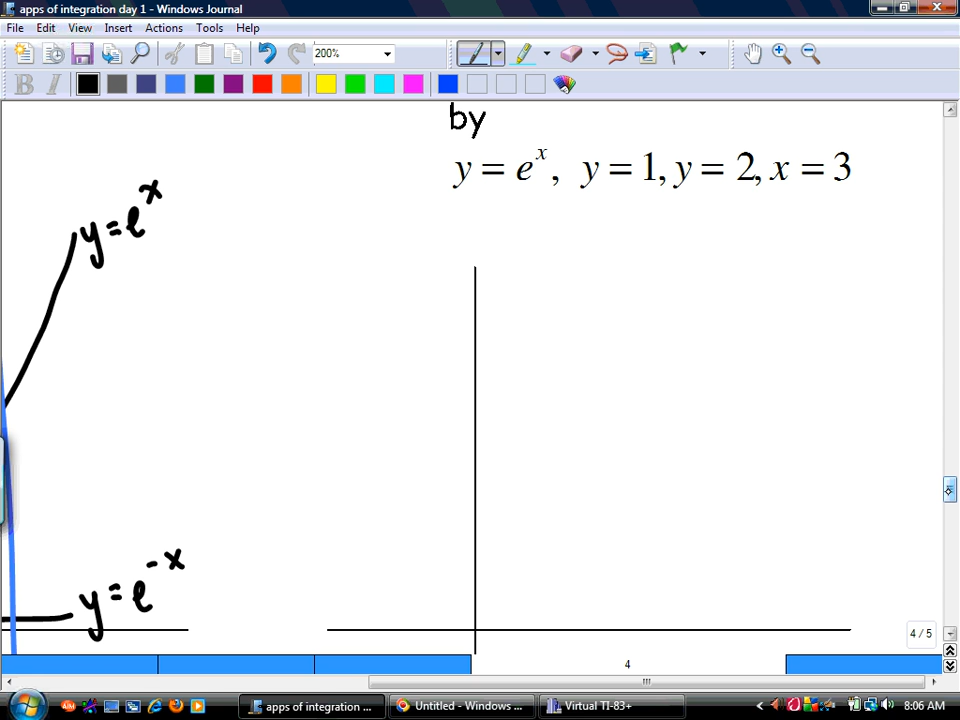 apps of integration day 1 - Windows Journal
File Edit View Insert Actions Tools Help
200%
B I
by
y = e^x, y = 1, y = 2, x = 3
y = e^x
y = e^-x
4 / 5
4
apps of integration ... Untitled - Windows ... Virtual TI-83+ 8:06 AM